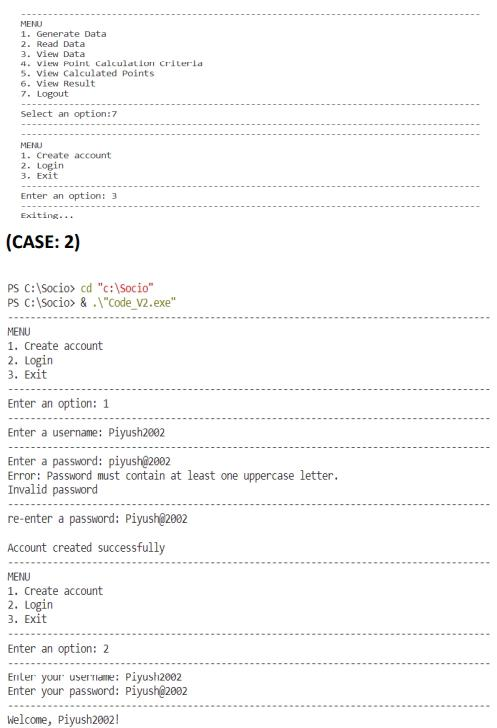 MENU
1. Generate Data
2. Read Data
3. View Data
4. View Point Calculation Criteria
5. View Calculated Points
6. View Result
7. Logout
Select an option:7
MENU
1. Create account
2. Login
3. Exit
Enter an option: 3
Exiting...
(CASE: 2)
PS C:\Socio> cd "c:\Socio"
PS C:\Socio> & .\"Code_V2.exe"
MENU
1. Create account
2. Login
3. Exit
Enter an option: 1
Enter a username: Piyush2002
Enter a password: piyush@2002
Error: Password must contain at least one uppercase letter.
Invalid password
re-enter a password: Piyush@2002
Account created successfully
MENU
1. Create account
2. Login
3. Exit
Enter an option: 2
Enter your username: Piyush2002
Enter your password: Piyush@2002
Welcome, Piyush2002!